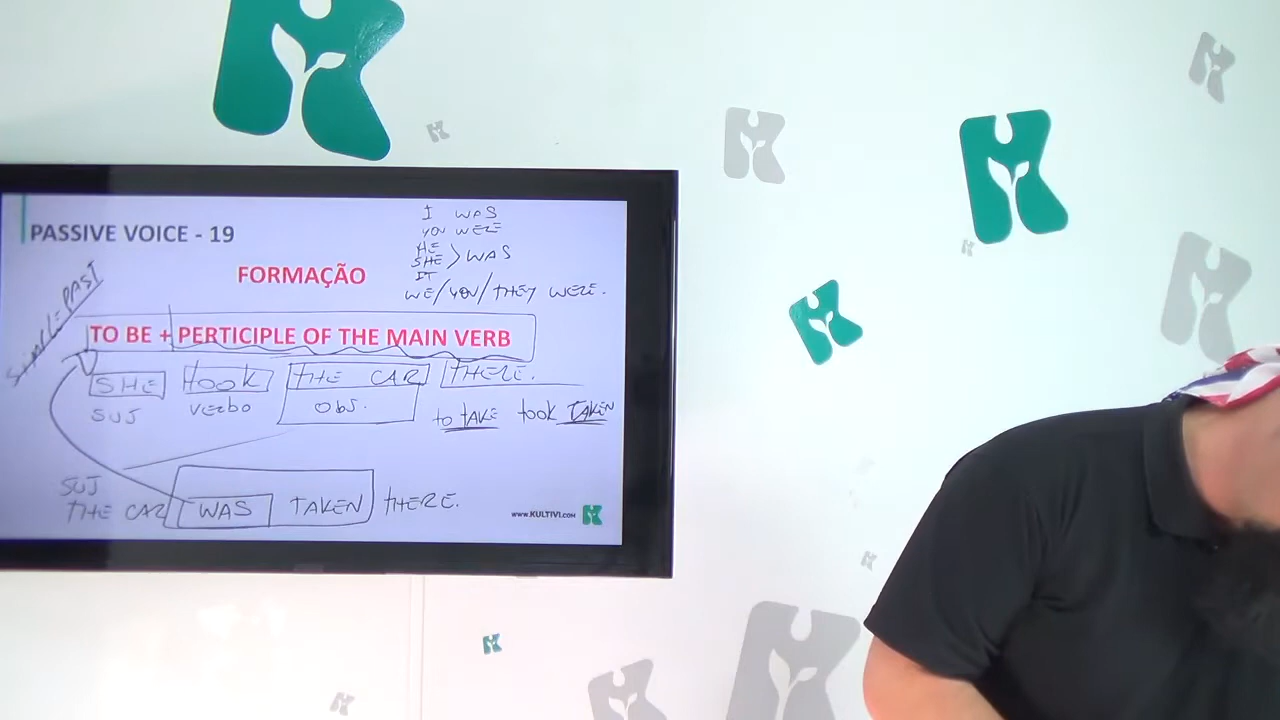 PASSIVE VOICE - 19
I WAS
YOU WERE
HE
SHE > WAS
IT
WE/YOU/THEY WERE.
FORMAÇÃO
SIMPLE PAST
TO BE + PERTICIPLE OF THE MAIN VERB
SHE TOOK THE CAR THERE.
SUJ VERBO OBJ.
TO TAKE TOOK TAKEN
SUJ
THE CAR WAS TAKEN THERE.
WWW.KULTIVI.COM